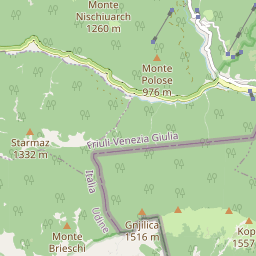 Monte
Nischiuarch
1260 m
Monte
Polose
976 m
Starmaz
1332 m
Friuli Venezia Giulia
Italia
Udine
Gnjilica
1516 m
Monte
Brieschi
Kop
1557